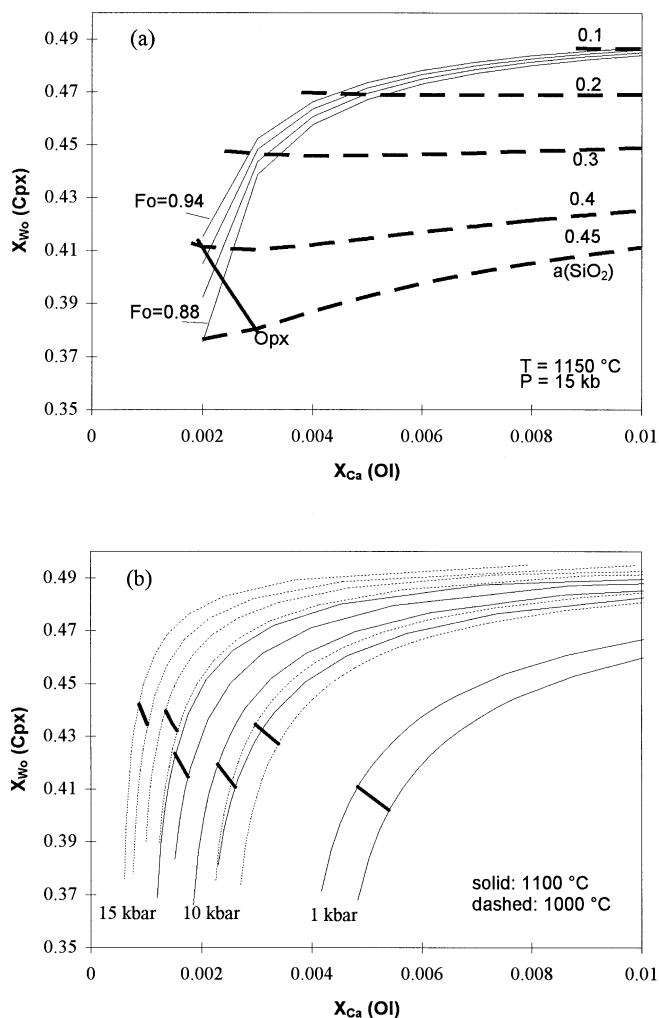 (a)
0.49
0.47
0.45
0.43
0.41
0.39
0.37
0.35
X_Wo (Cpx)
0.1
0.2
0.3
0.4
0.45
a(SiO₂)
Fo=0.94
Fo=0.88
Opx
T = 1150 °C
P = 15 kb
0 0.002 0.004 0.006 0.008 0.01
X_Ca (Ol)
(b)
0.49
0.47
0.45
0.43
0.41
0.39
0.37
0.35
X_Wo (Cpx)
15 kbar 10 kbar 1 kbar
solid: 1100 °C
dashed: 1000 °C
0 0.002 0.004 0.006 0.008 0.01
X_Ca (Ol)